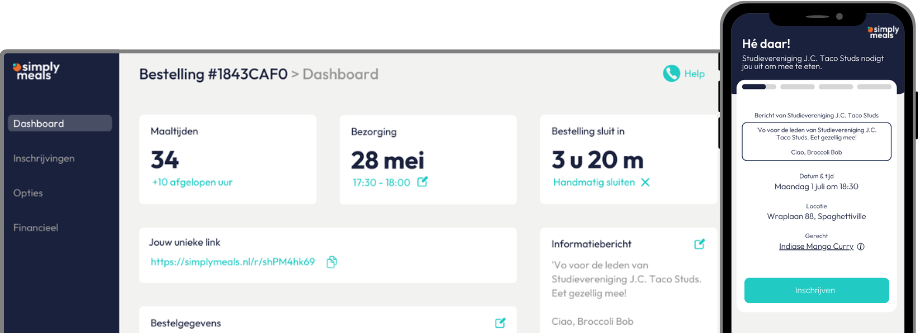 simply
meals
Dashboard
Inschrijvingen
Opties
Financieel
Bestelling #1843CAF0 > Dashboard
Help
Maaltijden
34
+10 afgelopen uur
Bezorging
28 mei
17:30 - 18:00
Bestelling sluit in
3 u 20 m
Handmatig sluiten
Jouw unieke link
https://simplymeals.nl/r/shPM4hk69
Informatiebericht
'Vo voor de leden van
Studievereniging J.C. Taco Studs.
Eet gezellig mee!
Ciao, Broccoli Bob
Bestelgegevens
simply
meals
Hé daar!
Studievereniging J.C. Taco Studs nodigt
jou uit om mee te eten.
Bericht van Studievereniging J.C. Taco Studs
'Vo voor de leden van Studievereniging J.C.
Taco Studs. Eet gezellig mee!
Ciao, Broccoli Bob
Datum & tijd
Maandag 1 juli om 18:30
Locatie
Wraplaan 88, Spaghettiville
Gerecht
Indiase Mango Curry
Inschrijven